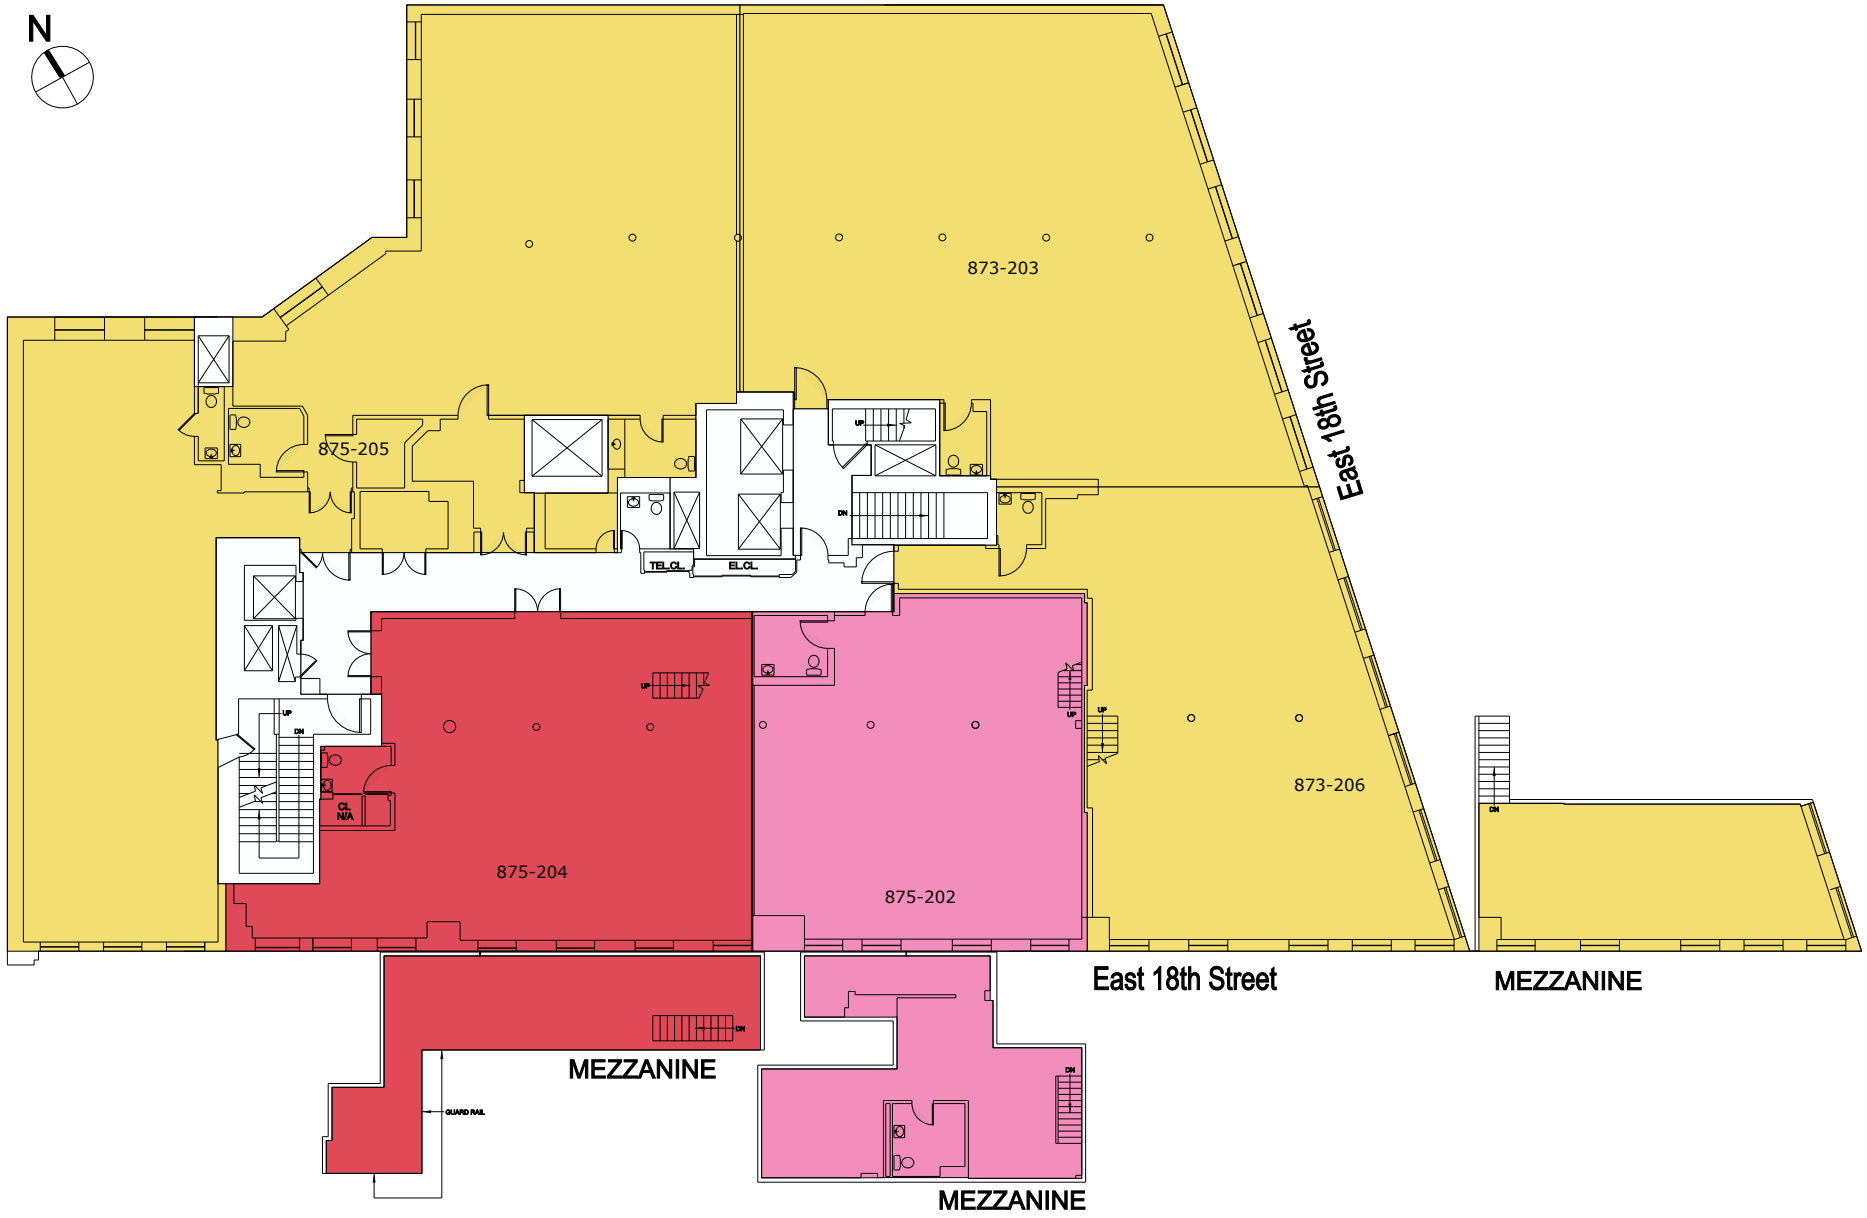 N
873-203
East 18th Street
UP
875-205
DN
TEL.CL.
EL.CL.
UP
UP
DN
UP
UP
873-206
DN
CL
N/A
875-204
875-202
East 18th Street
MEZZANINE
DN
MEZZANINE
DN
GUARD RAIL
MEZZANINE